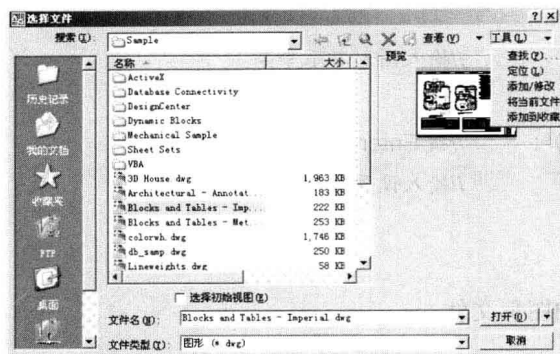 选择文件
搜索(I): Sample 查看(V) 工具(L)
历史记录
我的文档
收藏夹
FTP
桌面
名称 大小
ActiveX
Database Connectivity
DesignCenter
Dynamic Blocks
Mechanical Sample
Sheet Sets
VBA
3D House.dwg 1,963 KB
Architectural - Annotat... 183 KB
Blocks and Tables - Imp... 222 KB
Blocks and Tables - Met... 253 KB
colorwh.dwg 1,746 KB
db_samp.dwg 250 KB
Lineweights.dwg 58 KB
预览
查找(F)...
定位(L)
添加/修改
将当前文件
添加到收藏
选择初始视图(E)
文件名(N): Blocks and Tables - Imperial.dwg 打开(O)
文件类型(T): 图形 (*.dwg) 取消